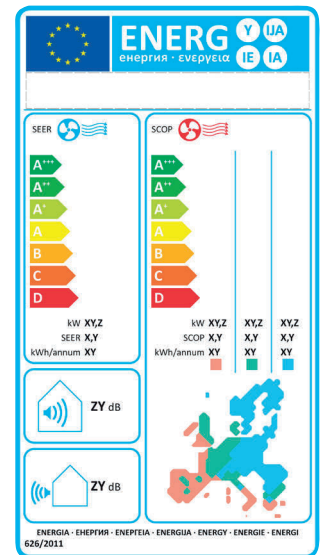 ENERG Y IJA
енергия · ενεργεια IE IA
SEER
A+++
A++
A+
A
B
C
D
kW XY,Z
SEER X,Y
kWh/annum XY
SCOP
A+++
A++
A+
A
B
C
D
kW XY,Z XY,Z XY,Z
SCOP X,Y X,Y X,Y
kWh/annum XY XY XY
ZY dB
ZY dB
ENERGIA · ЕНЕРГИЯ · ΕΝΕΡΓΕΙΑ · ENERGIJA · ENERGY · ENERGIE · ENERGI
626/2011